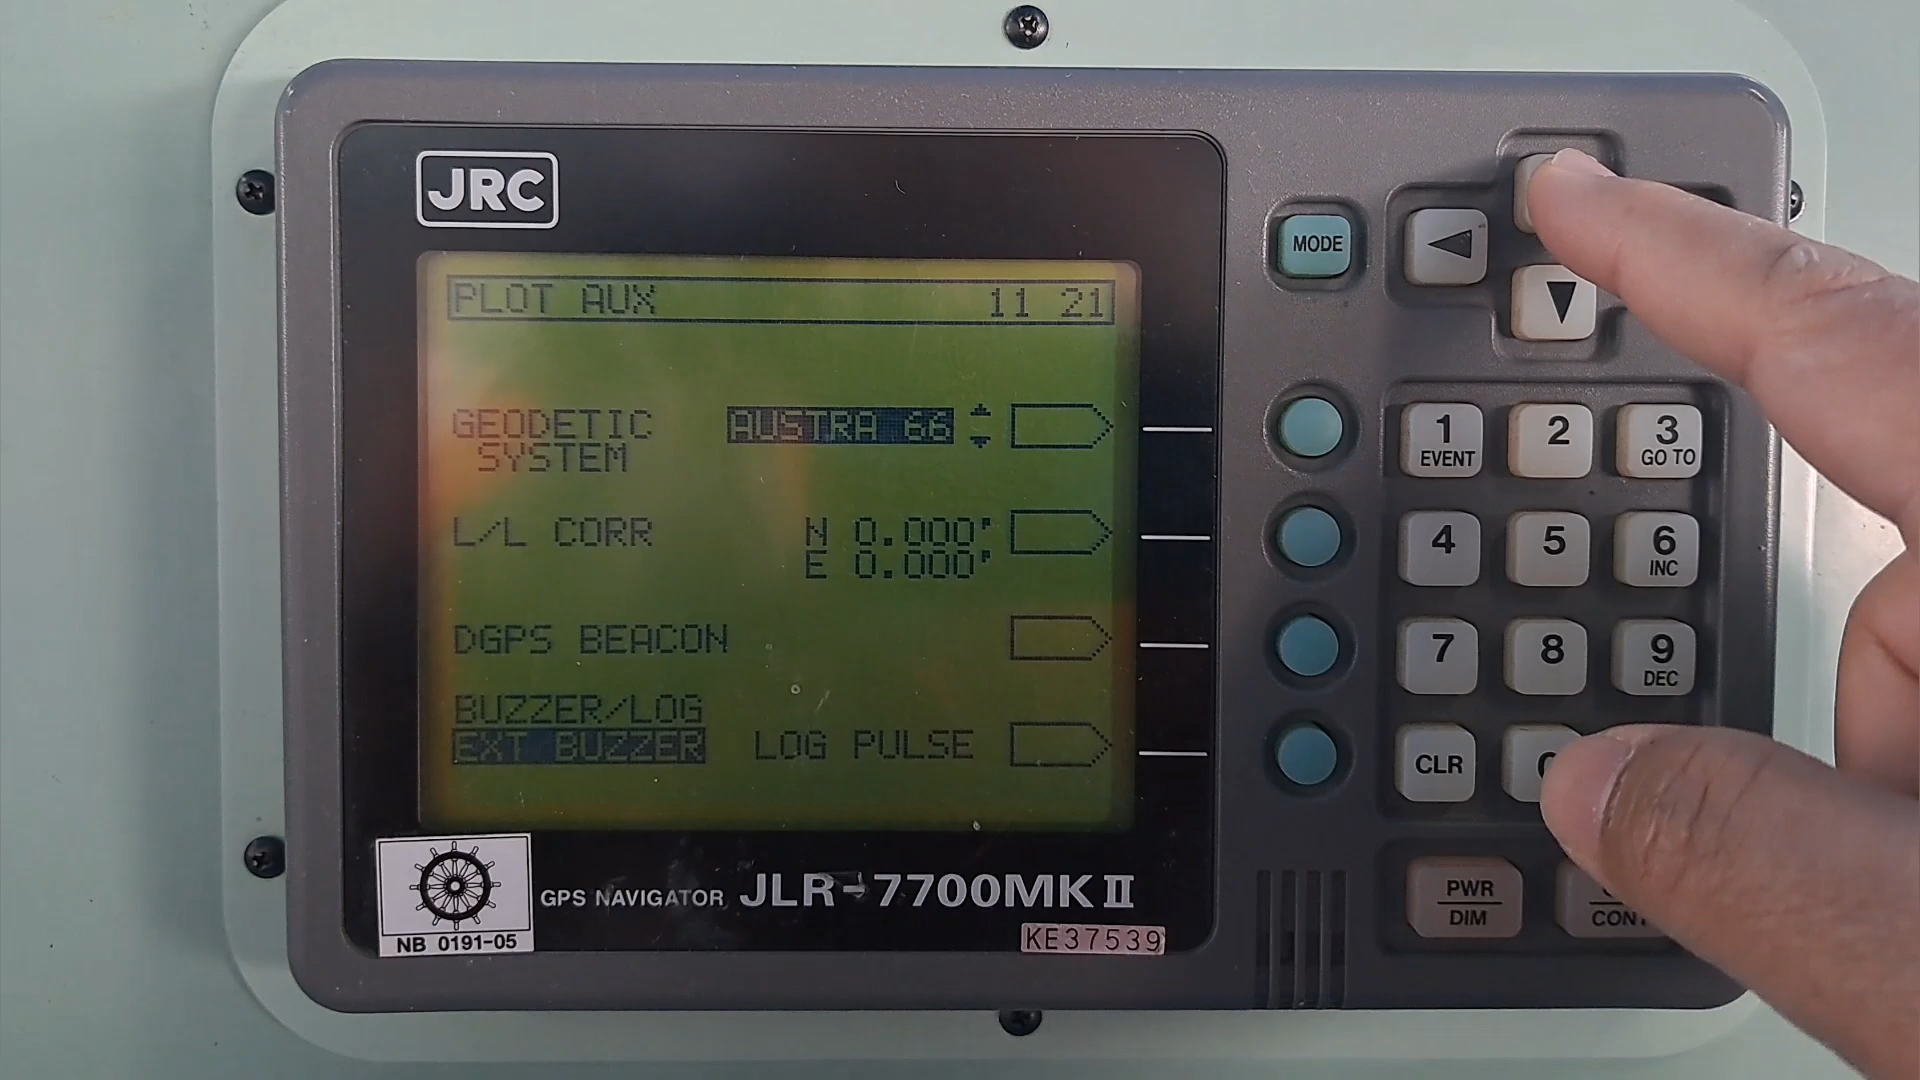 JRC
PLOT AUX 11 21
GEODETIC AUSTRA 66
SYSTEM
L/L CORR N 0.000'
E 0.000'
DGPS BEACON
BUZZER/LOG
EXT BUZZER LOG PULSE
NB 0191-05
GPS NAVIGATOR JLR-7700MKII
KE37539
MODE
1 2 3
EVENT GO TO
4 5 6
INC
7 8 9
DEC
CLR
PWR
DIM